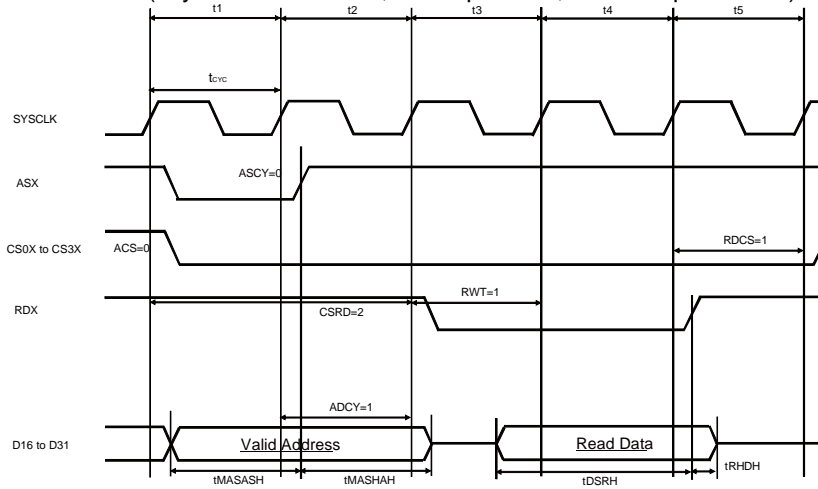 t1 t2 t3 t4 t5
tCYC
SYSCLK
ASX ASCY=0
CS0X to CS3X ACS=0 RDCS=1
RDX RWT=1
CSRD=2
ADCY=1
D16 to D31 Valid Address Read Data
tMASASH tMASHAH tDSRH tRHDH